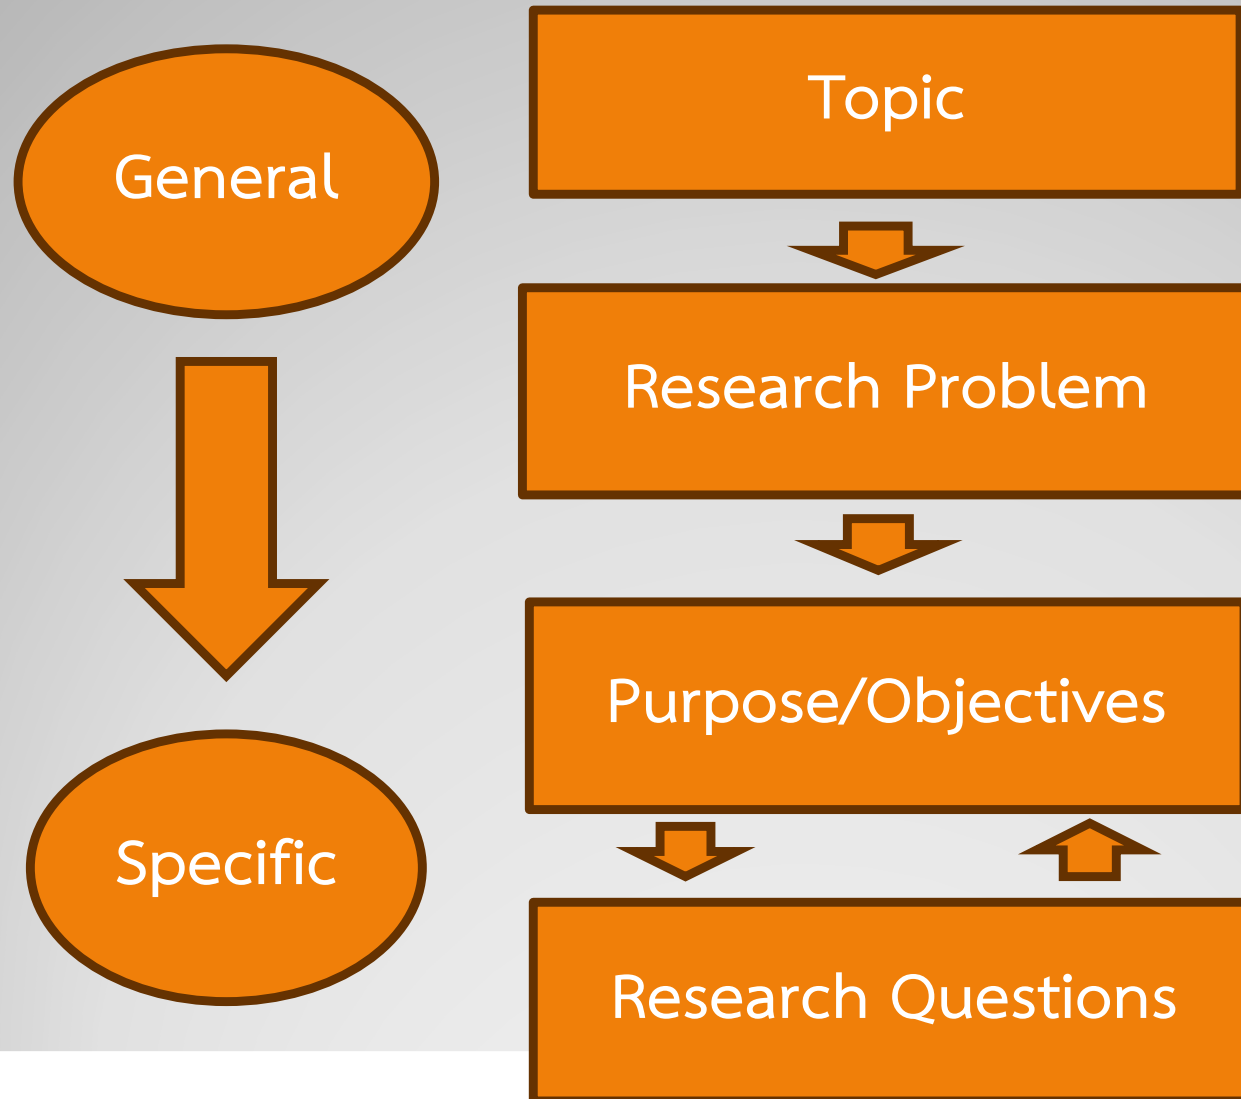 General
Specific
Topic
Research Problem
Purpose/Objectives
Research Questions